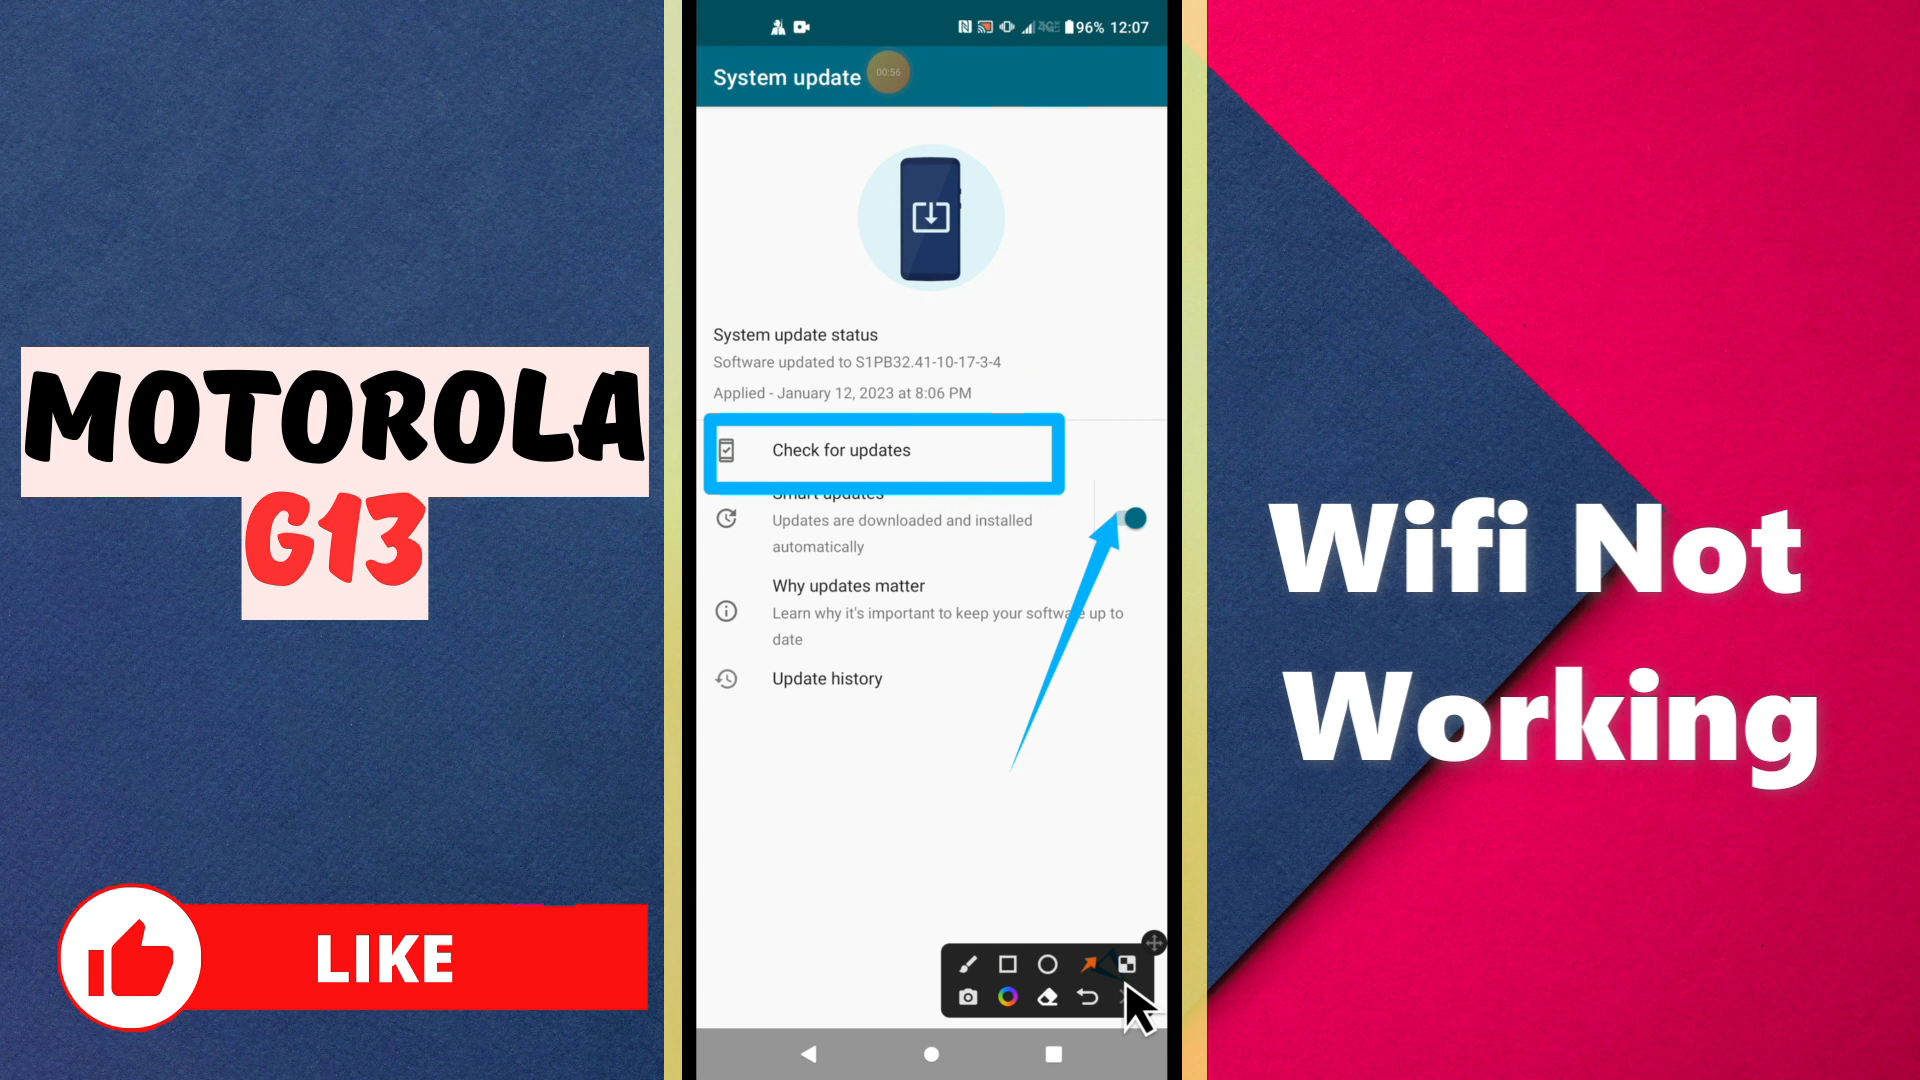 MOTOROLA
G13
LIKE
96% 12:07
System update
00:56
System update status
Software updated to S1PB32.41-10-17-3-4
Applied - January 12, 2023 at 8:06 PM
Check for updates
Smart updates
Updates are downloaded and installed
automatically
Why updates matter
Learn why it's important to keep your software up to
date
Update history
Wifi Not
Working